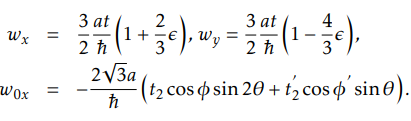 w_x = \frac{3}{2} \frac{at}{\hbar} \left( 1 + \frac{2}{3} \epsilon \right), w_y = \frac{3}{2} \frac{at}{\hbar} \left( 1 - \frac{4}{3} \epsilon \right),
w_{0x} = -\frac{2\sqrt{3}a}{\hbar} \left( t_2 \cos \phi \sin 2\theta + t_2^{'} \cos \phi^{'} \sin \theta \right).